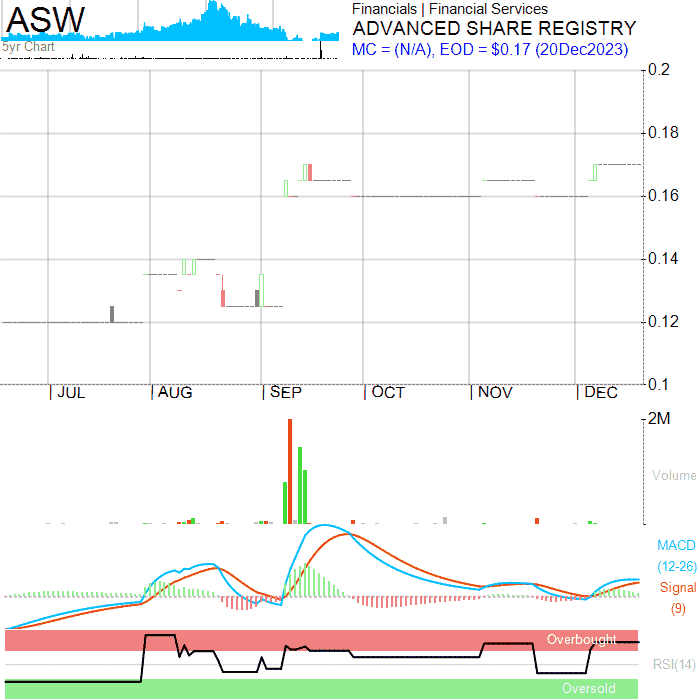 ASW
5yr Chart
Financials | Financial Services
ADVANCED SHARE REGISTRY
MC = (N/A), EOD = $0.17 (20Dec2023)
0.2
0.18
0.16
0.14
0.12
0.1
JUL AUG SEP OCT NOV DEC
2M
Volume
MACD
(12-26)
Signal
(9)
Overbought
RSI(14)
Oversold